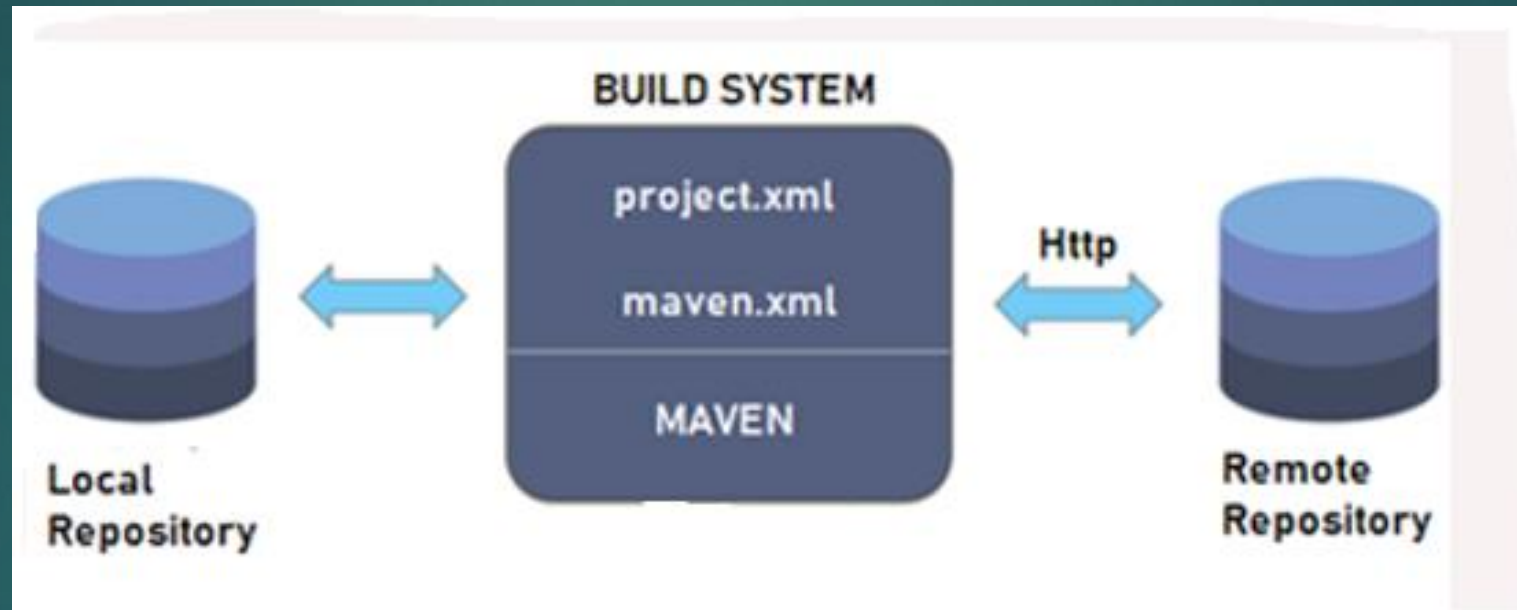 BUILD SYSTEM
project.xml
maven.xml
MAVEN
Http
Local
Repository
Remote
Repository